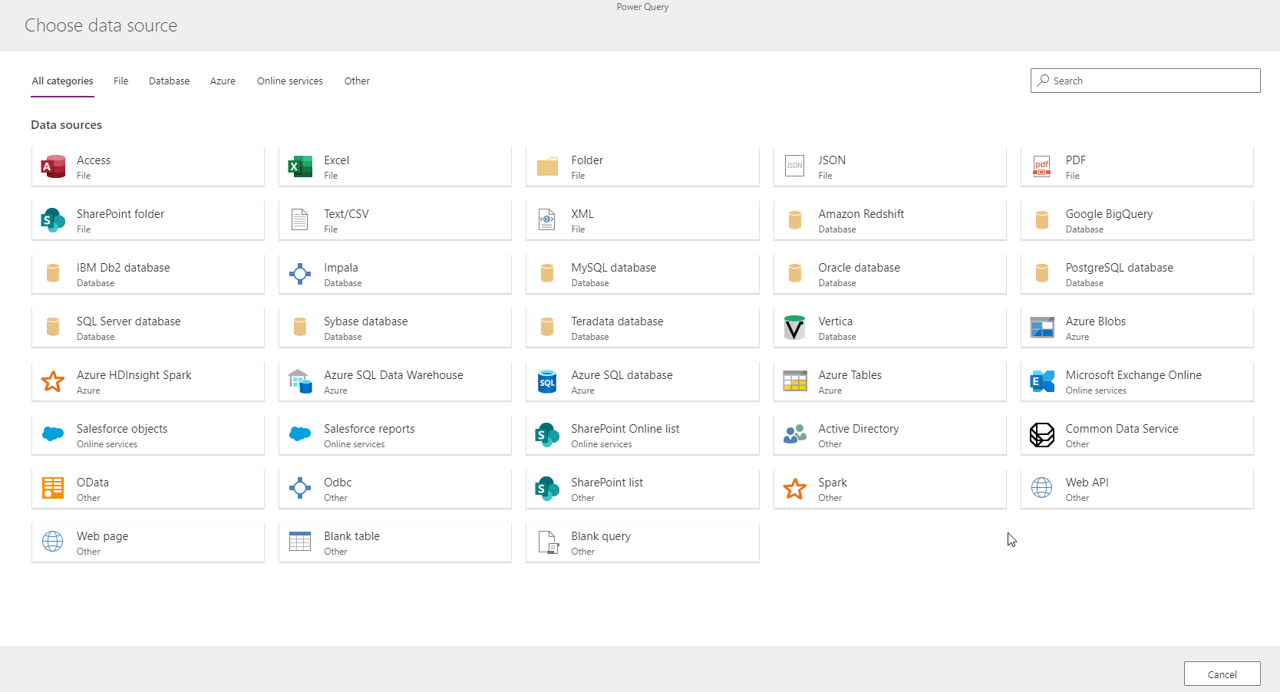 Power Query
Choose data source
All categories File Database Azure Online services Other
Search
Data sources
Access
File
Excel
File
Folder
File
JSON
JSON
File
pdf
PDF
File
SharePoint folder
File
Text/CSV
File
XML
File
Amazon Redshift
Database
Google BigQuery
Database
IBM Db2 database
Database
Impala
Database
MySQL database
Database
Oracle database
Database
PostgreSQL database
Database
SQL Server database
Database
Sybase database
Database
Teradata database
Database
Vertica
Database
Azure Blobs
Azure
Azure HDInsight Spark
Azure
Azure SQL Data Warehouse
Azure
SQL
Azure SQL database
Azure
Azure Tables
Azure
Microsoft Exchange Online
Online services
Salesforce objects
Online services
Salesforce reports
Online services
SharePoint Online list
Online services
Active Directory
Other
Common Data Service
Other
OData
Other
Odbc
Other
SharePoint list
Other
Spark
Other
Web API
Other
Web page
Other
Blank table
Other
Blank query
Other
Cancel